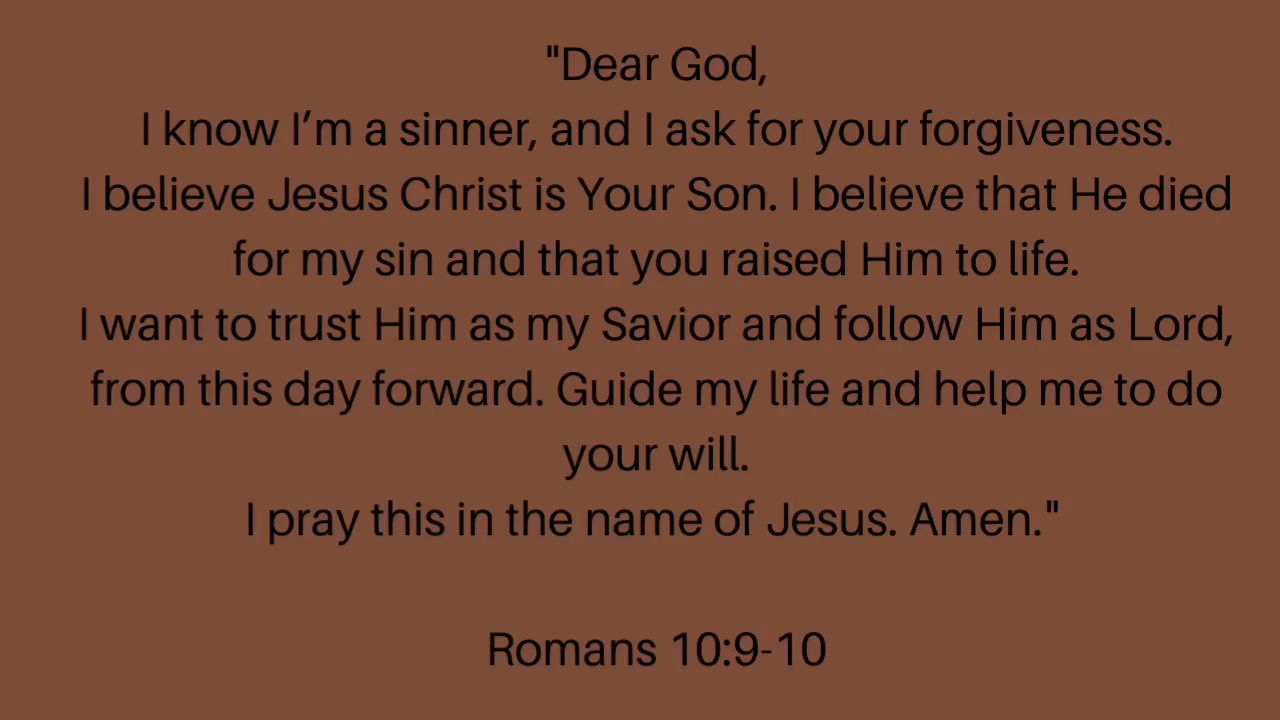 "Dear God,
I know I’m a sinner, and I ask for your forgiveness.
I believe Jesus Christ is Your Son. I believe that He died
for my sin and that you raised Him to life.
I want to trust Him as my Savior and follow Him as Lord,
from this day forward. Guide my life and help me to do
your will.
I pray this in the name of Jesus. Amen."
Romans 10:9-10